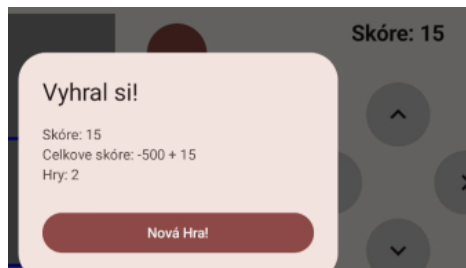 Skóre: 15
Vyhral si!
Skóre: 15
Celkove skóre: -500 + 15
Hry: 2
Nová Hra!